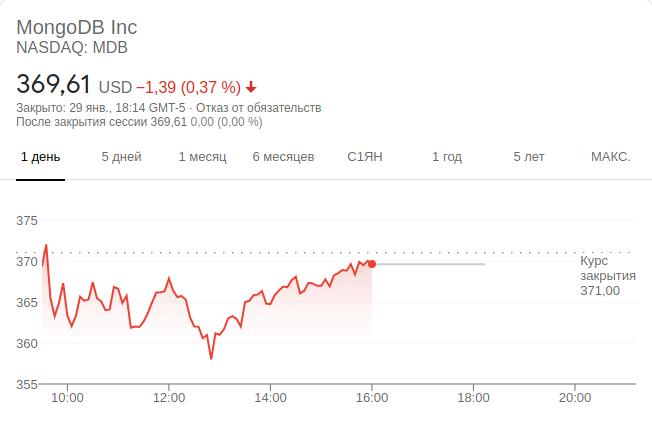 MongoDB Inc
NASDAQ: MDB
369,61 USD −1,39 (0,37 %)
Закрыто: 29 янв., 18:14 GMT-5 · Отказ от обязательств
После закрытия сессии 369,61 0,00 (0,00 %)
1 день 5 дней 1 месяц 6 месяцев С1ЯН 1 год 5 лет МАКС.
375
370
365
360
355
Курс
закрытия
371,00
10:00 12:00 14:00 16:00 18:00 20:00